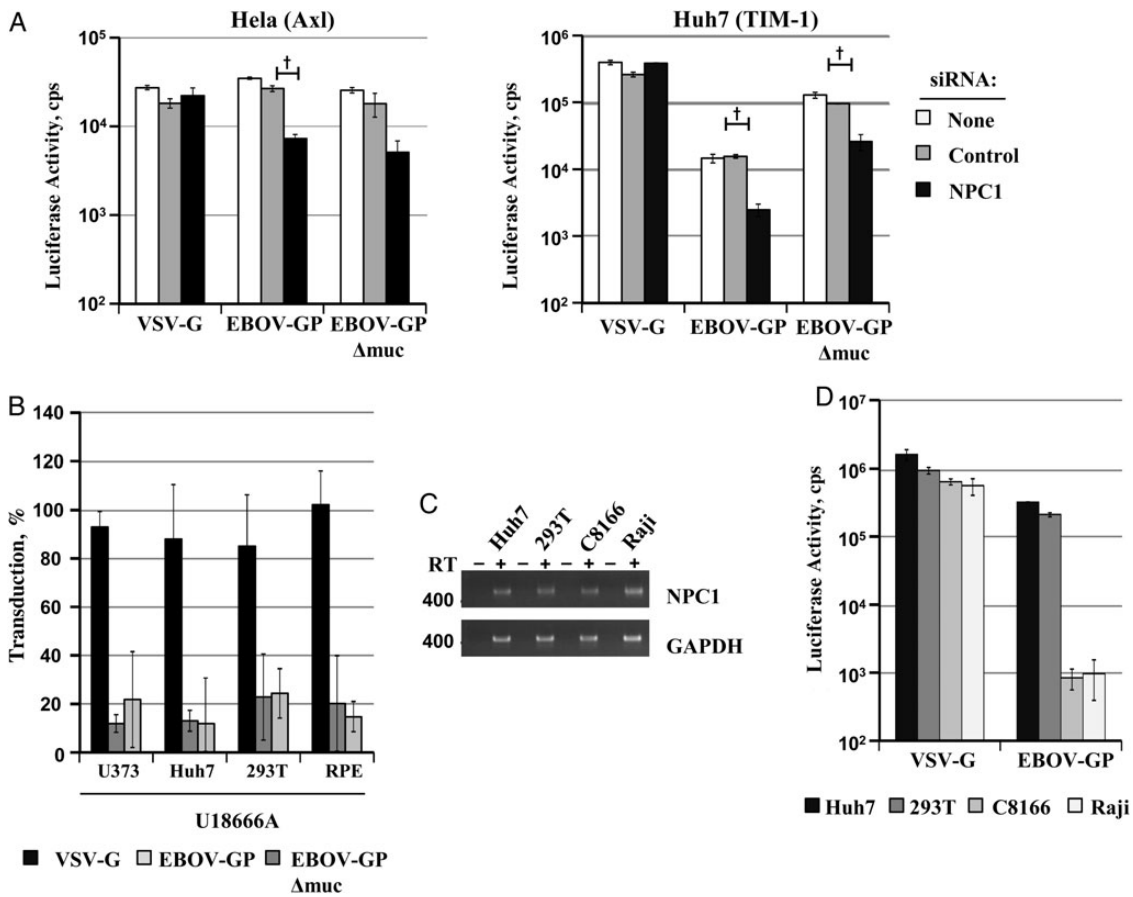 A
Hela (Axl)
Luciferase Activity, cps
10⁵
10⁴
10³
10²
†
VSV-G EBOV-GP EBOV-GP
Δmuc
Huh7 (TIM-1)
Luciferase Activity, cps
10⁶
10⁵
10⁴
10³
10²
†
†
VSV-G EBOV-GP EBOV-GP
Δmuc
siRNA:
None
Control
NPC1
B
Transduction, %
140
120
100
80
60
40
20
0
U373 Huh7 293T RPE
U18666A
VSV-G EBOV-GP EBOV-GP
Δmuc
C
Huh7 293T C8166 Raji
RT − + − + − + − +
400 NPC1
400 GAPDH
D
Luciferase Activity, cps
10⁷
10⁶
10⁵
10⁴
10³
10²
VSV-G EBOV-GP
Huh7 293T C8166 Raji